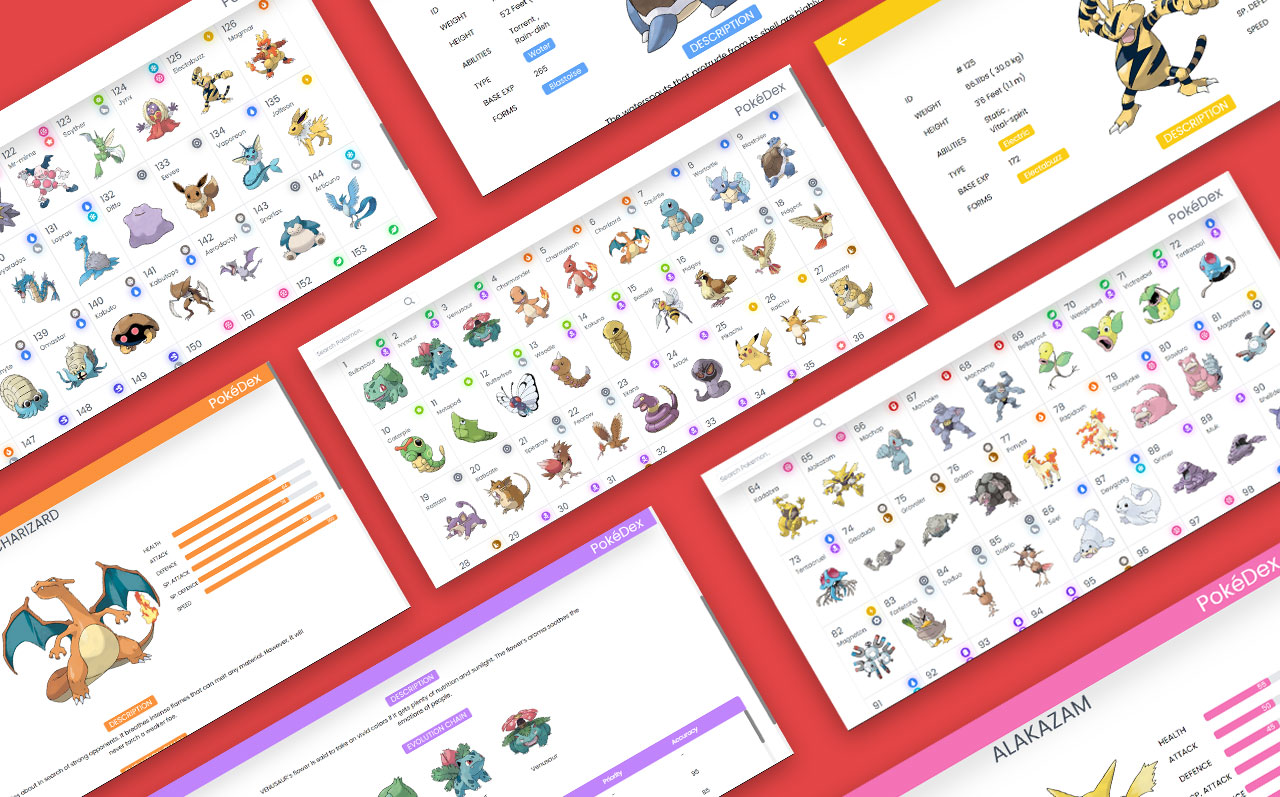 PokéDex
126
Magmar
125
Electabuzz
124
Jynx
123
Scyther
122
Mr-mime
135
Jolteon
134
Vaporeon
133
Eevee
132
Ditto
131
Lapras
144
Articuno
143
Snorlax
142
Aerodactyl
141
Kabutops
140
Kabuto
139
Omastar
153
152
151
150
149
148
147
ID
WEIGHT
HEIGHT
ABILITIES
TYPE
BASE EXP
FORMS
Torrent ,
Rain-dish
Water
265
Blastoise
DESCRIPTION
The waterspouts that protrude from its shell are highly
ID
WEIGHT
HEIGHT
ABILITIES
TYPE
BASE EXP
FORMS
# 125
66.1lbs ( 30.0 kg)
3'6 Feet (1.1 m)
Static ,
Vital-spirit
Electric
172
Electabuzz
DESCRIPTION
SP. DEFE
SPEED
PokéDex
Search Pokemon..
1
Bulbasaur
2
Ivysaur
3
Venusaur
4
Charmander
5
Charmeleon
6
Charizard
7
Squirtle
8
Wartortle
9
Blastoise
10
Caterpie
11
Metapod
12
Butterfree
13
Weedle
14
Kakuna
15
Beedrill
16
Pidgey
17
Pidgeotto
18
Pidgeot
19
Rattata
20
Raticate
21
Spearow
22
Fearow
23
Ekans
24
Arbok
25
Pikachu
26
Raichu
27
Sandshrew
28
29
30
31
32
33
34
35
36
PokéDex
Search Pokemon..
64
Kadabra
65
Alakazam
66
Machop
67
Machoke
68
Machamp
69
Bellsprout
70
Weepinbell
71
Victreebel
72
Tentacool
73
Tentacruel
74
Geodude
75
Graveler
76
Golem
77
Ponyta
78
Rapidash
79
Slowpoke
80
Slowbro
81
Magnemite
82
Magneton
83
Farfetchd
84
Doduo
85
Dodrio
86
Seel
87
Dewgong
88
Grimer
89
Muk
90
91
92
93
94
95
96
97
98
PokéDex
CHARIZARD
HEALTH
ATTACK
DEFENCE
SP. ATTACK
SP. DEFENCE
SPEED
DESCRIPTION
about in search of strong opponents. It breathes intense flames that can melt any material. However, it will
never torch a weaker foe.
PokéDex
DESCRIPTION
VENUSAUR's flower is said to take on vivid colors if it gets plenty of nutrition and sunlight. The flower's aroma soothes the
emotions of people.
EVOLUTION CHAIN
Venusaur
Priority
Accuracy
95
85
PokéDex
ALAKAZAM
HEALTH
ATTACK
DEFENCE
SP. ATTACK
55
50
45